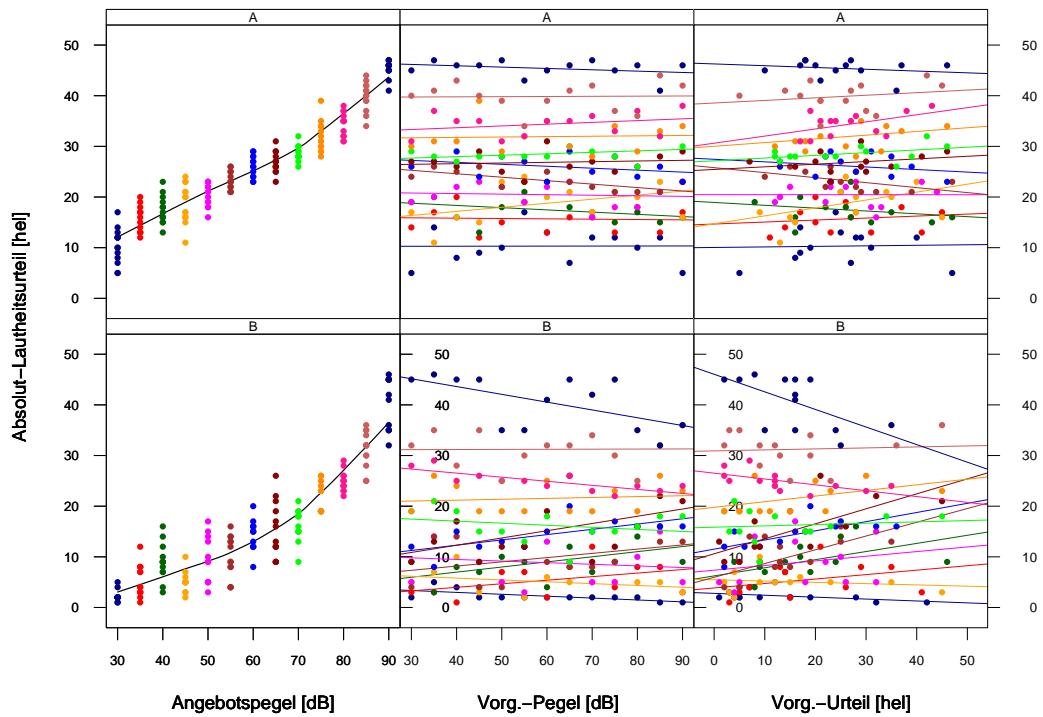 A A A
50 50
40 40
30 30
20 20
10 10
0 0
B B B
50 50 50 50
40 40 40 40
30 30 30 30
20 20 20 20
10 10 10 10
0 0 0 0
30 40 50 60 70 80 90 30 40 50 60 70 80 90 0 10 20 30 40 50
Absolut−Lautheitsurteil [hel]
Angebotspegel [dB] Vorg.−Pegel [dB] Vorg.−Urteil [hel]